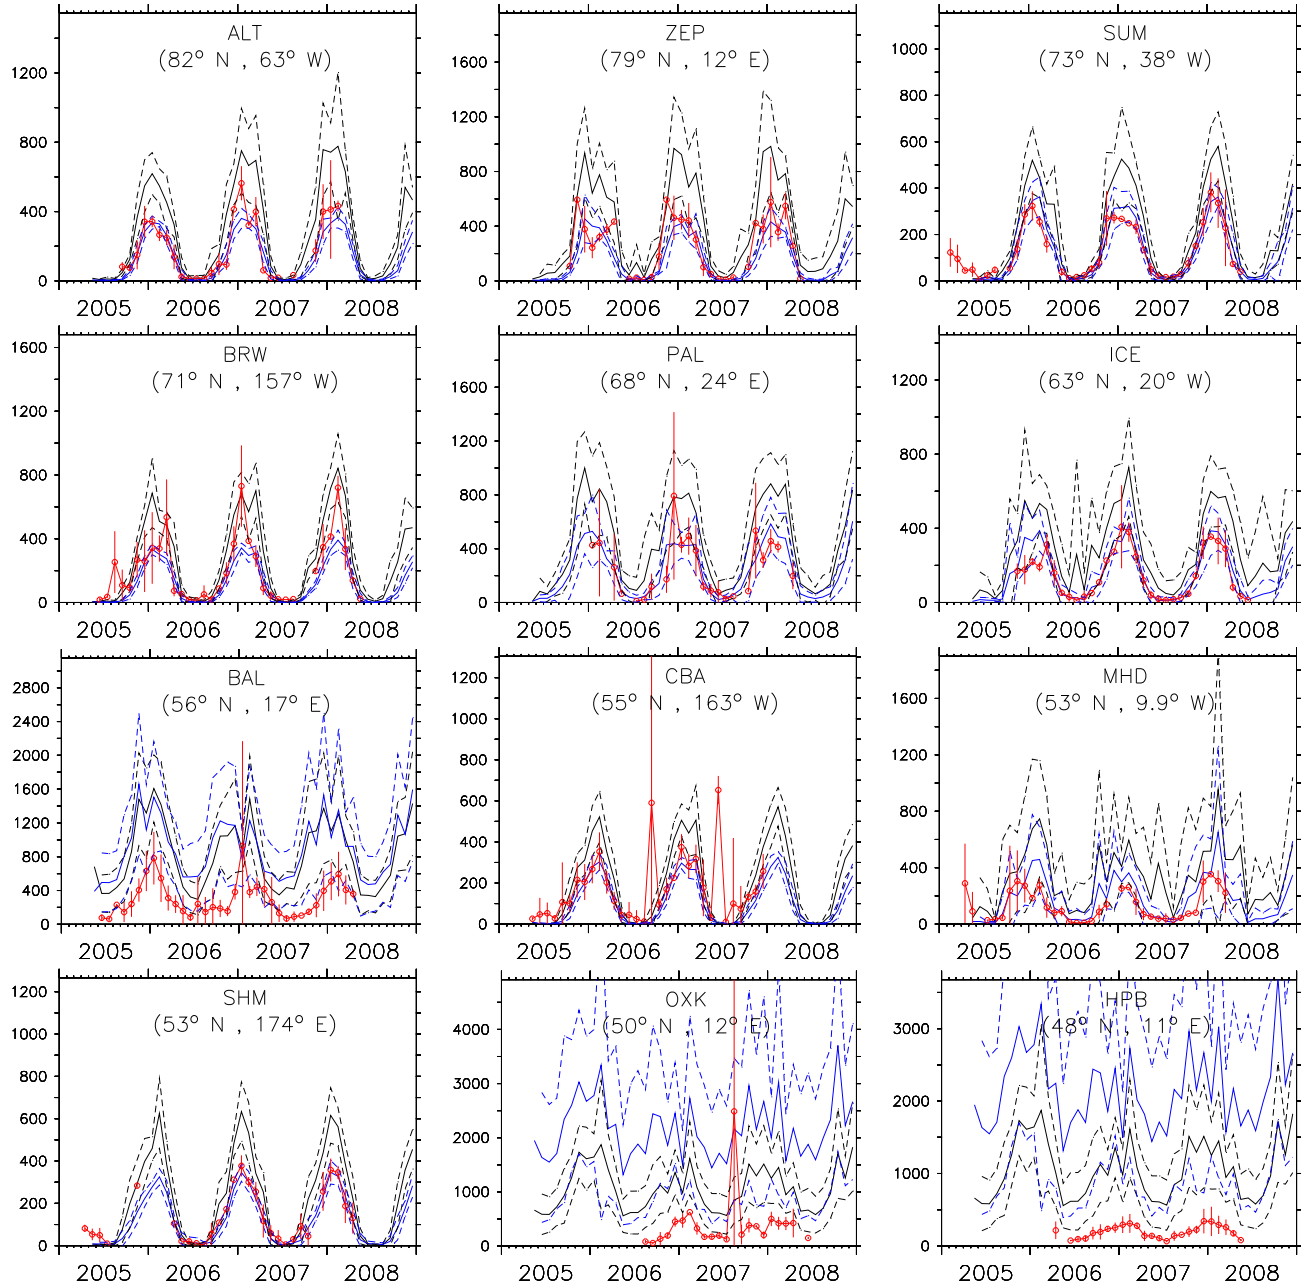 ALT
(82° N , 63° W)
1200
800
400
0
2005 2006 2007 2008
ZEP
(79° N , 12° E)
1600
1200
800
400
0
2005 2006 2007 2008
SUM
(73° N , 38° W)
1000
800
600
400
200
0
2005 2006 2007 2008
BRW
(71° N , 157° W)
1600
1200
800
400
0
2005 2006 2007 2008
PAL
(68° N , 24° E)
1600
1200
800
400
0
2005 2006 2007 2008
ICE
(63° N , 20° W)
1200
800
400
0
2005 2006 2007 2008
BAL
(56° N , 17° E)
2800
2400
2000
1600
1200
800
400
0
2005 2006 2007 2008
CBA
(55° N , 163° W)
1200
1000
800
600
400
200
0
2005 2006 2007 2008
MHD
(53° N , 9.9° W)
1600
1200
800
400
0
2005 2006 2007 2008
SHM
(53° N , 174° E)
1200
1000
800
600
400
200
0
2005 2006 2007 2008
OXK
(50° N , 12° E)
4000
3000
2000
1000
0
2005 2006 2007 2008
HPB
(48° N , 11° E)
3000
2000
1000
0
2005 2006 2007 2008